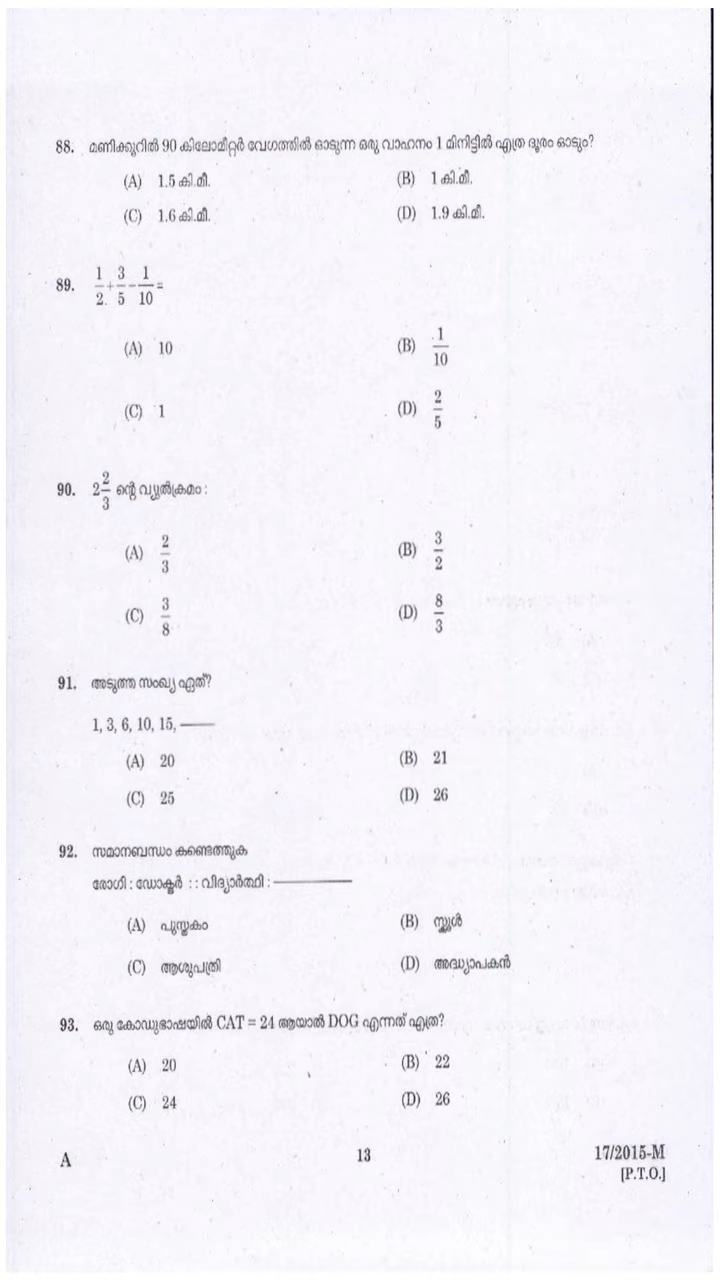 88. മണിക്കൂറിൽ 90 കിലോമീറ്റർ വേഗത്തിൽ ഓടുന്ന ഒരു വാഹനം 1 മിനിട്ടിൽ എത്ര ദൂരം ഓടും?
(A) 1.5 കി.മീ. (B) 1 കി.മീ.
(C) 1.6 കി.മീ. (D) 1.9 കി.മീ.
89. 1/2 + 3/5 − 1/10 =
(A) 10 (B) 1/10
(C) 1 (D) 2/5
90. 2 2/3 ന്റെ വ്യുൽക്രമം :
(A) 2/3 (B) 3/2
(C) 3/8 (D) 8/3
91. അടുത്ത സംഖ്യ ഏത്?
1, 3, 6, 10, 15, ——
(A) 20 (B) 21
(C) 25 (D) 26
92. സമാനബന്ധം കണ്ടെത്തുക
രോഗി : ഡോക്ടർ : : വിദ്യാർത്ഥി : ————
(A) പുസ്തകം (B) സ്കൂൾ
(C) ആശുപത്രി (D) അദ്ധ്യാപകൻ
93. ഒരു കോഡുഭാഷയിൽ CAT = 24 ആയാൽ DOG എന്നത് എത്ര?
(A) 20 (B) 22
(C) 24 (D) 26
A 13 17/2015-M
[P.T.O.]